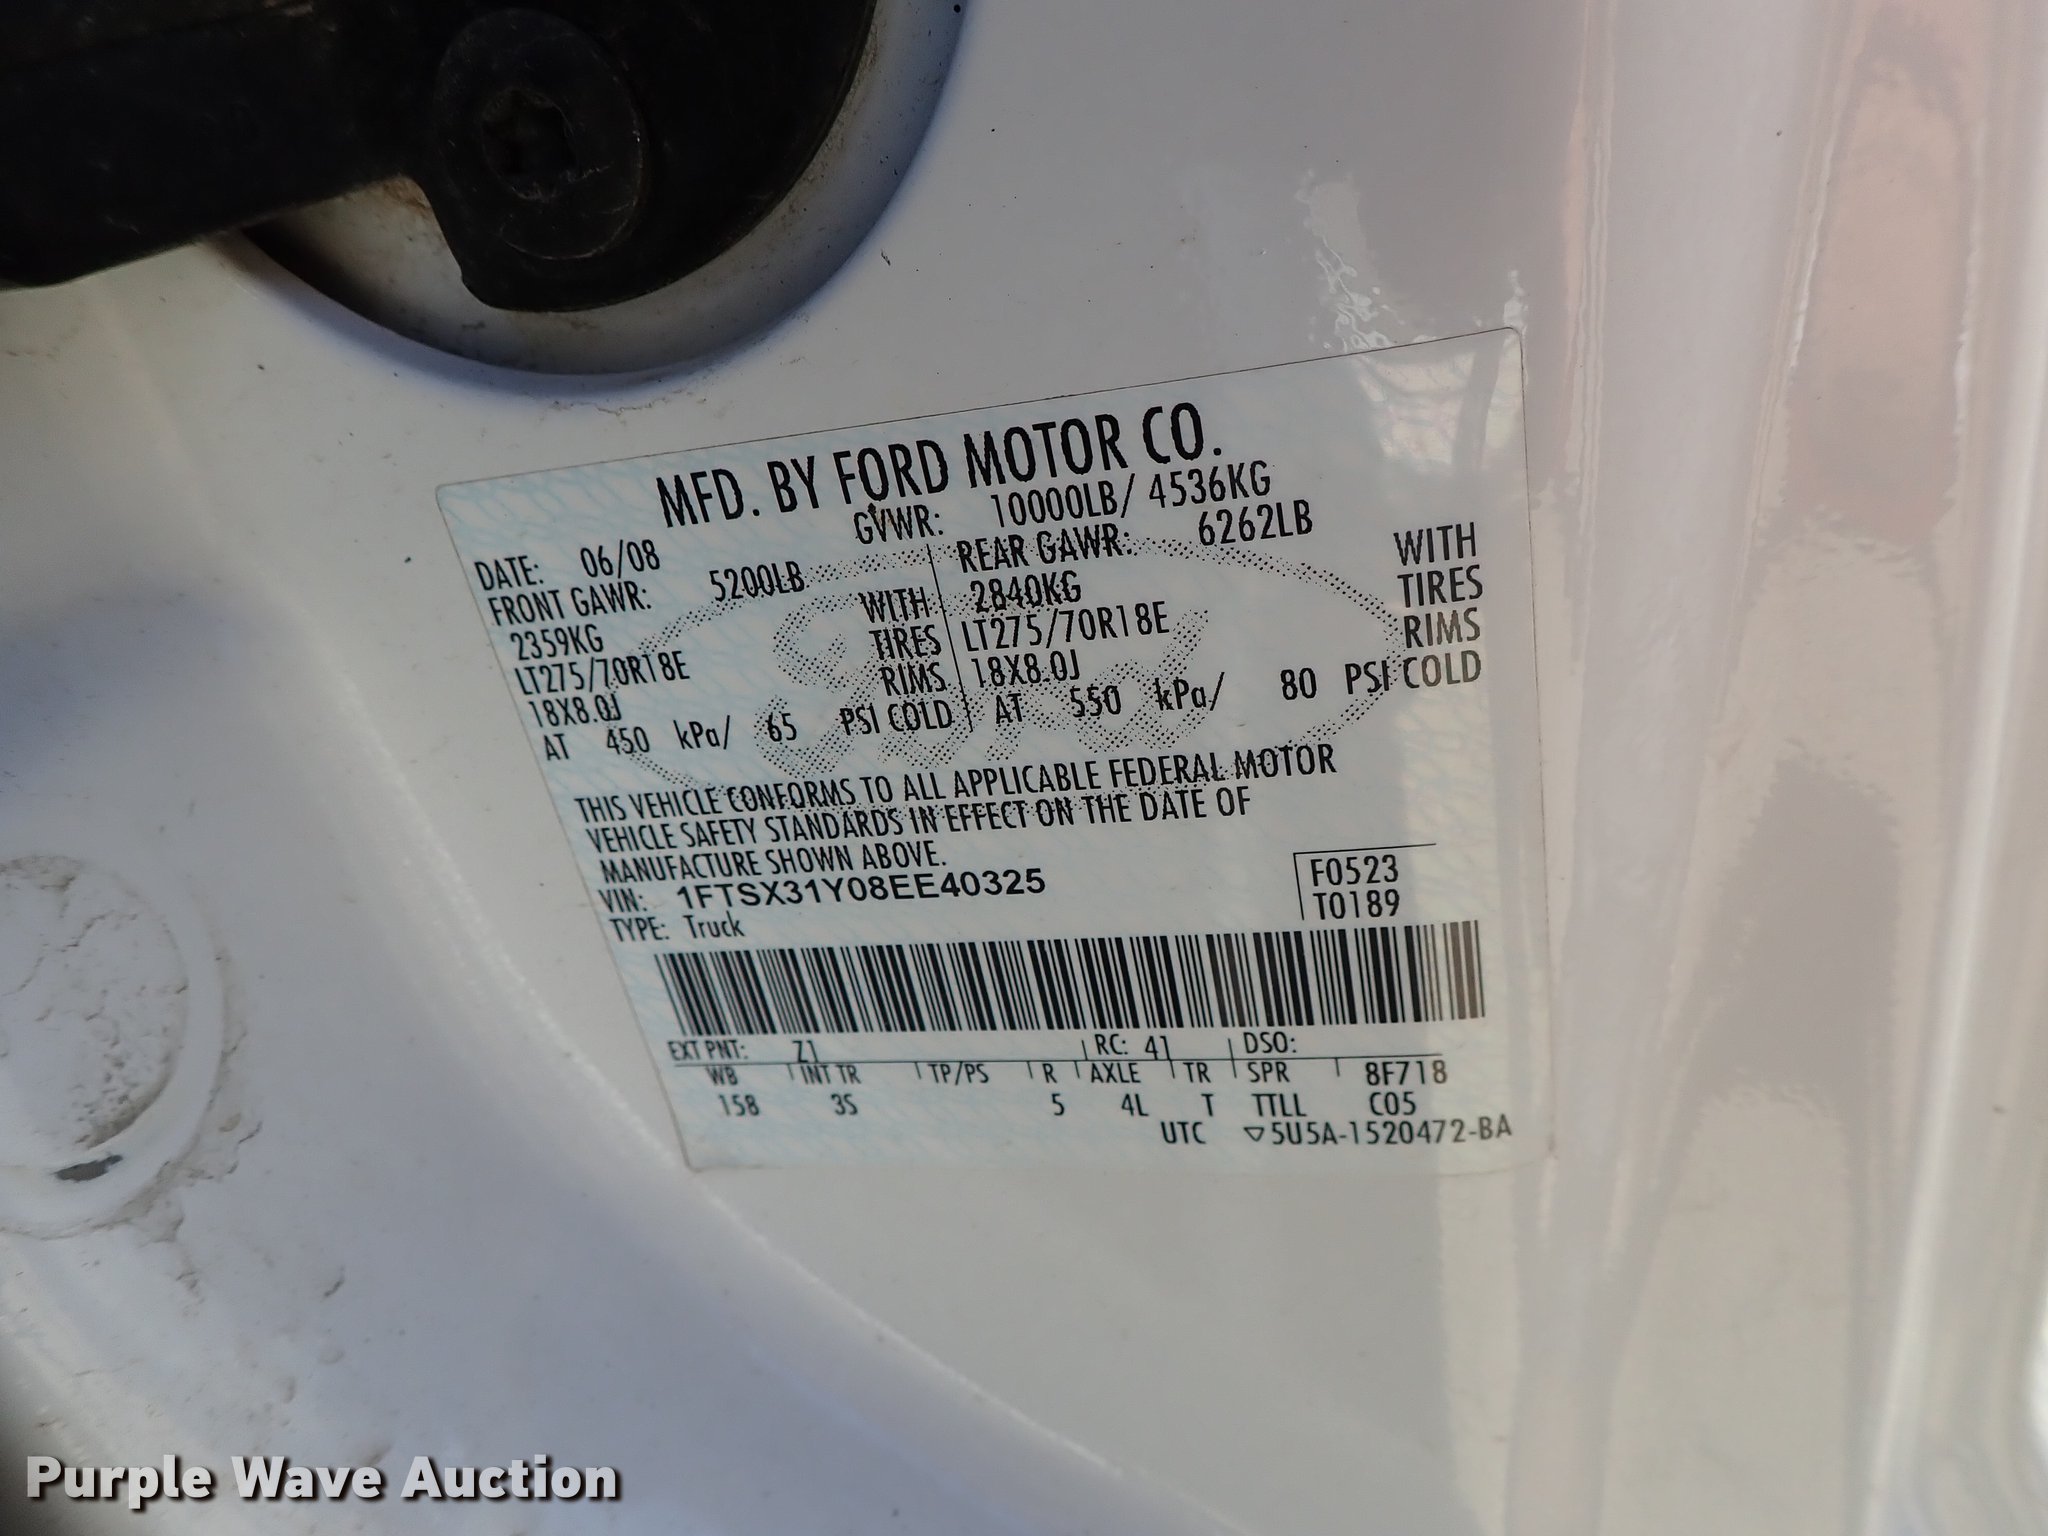 MFD. BY FORD MOTOR CO.
GVWR: 10000LB/ 4536KG
DATE: 06/08
FRONT GAWR: 5200LB
2359KG WITH
LT275/70R18E TIRES
18X8.0J RIMS
AT 450 kPa/ 65 PSI COLD
REAR GAWR: 6262LB
2840KG WITH
LT275/70R18E TIRES
18X8.0J RIMS
AT 550 kPa/ 80 PSI COLD
THIS VEHICLE CONFORMS TO ALL APPLICABLE FEDERAL MOTOR
VEHICLE SAFETY STANDARDS IN EFFECT ON THE DATE OF
MANUFACTURE SHOWN ABOVE.
VIN: 1FTSX31Y08EE40325
TYPE: Truck
F0523
T0189
EXT PNT: Z1 RC: 41 DSO:
WB INT TR TP/PS R AXLE TR SPR 8F718
158 3S 5 4L T TTLL C05
UTC ▽5U5A-1520472-BA
Purple Wave Auction